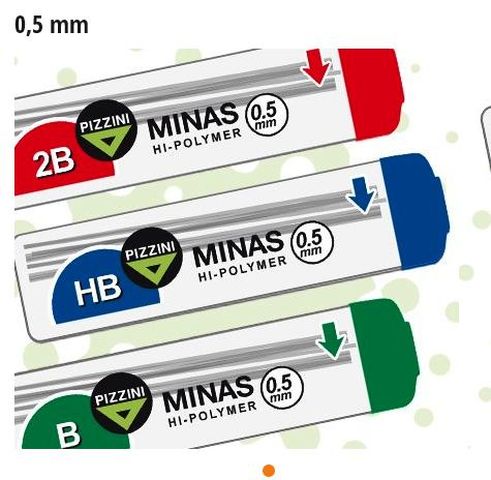 0,5 mm
PIZZINI
MINAS 0.5 mm
HI-POLYMER
2B
PIZZINI
MINAS 0.5 mm
HI-POLYMER
HB
PIZZINI
MINAS 0.5 mm
HI-POLYMER
B